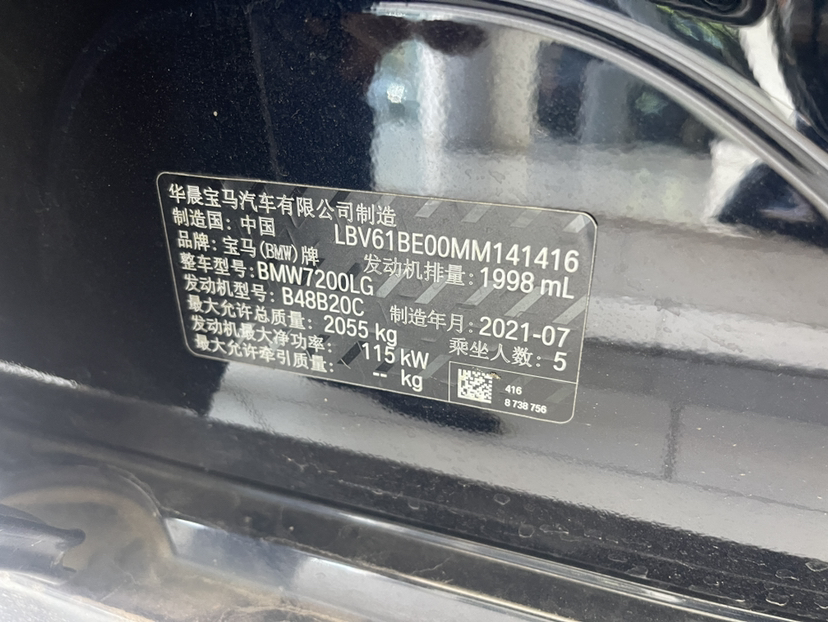 华晨宝马汽车有限公司制造
制造国: 中国 LBV61BE00MM141416
品牌: 宝马(BMW)牌 发动机排量: 1998 mL
整车型号: BMW7200LG
发动机型号: B48B20C 制造年月: 2021-07
最大允许总质量: 2055 kg 乘坐人数: 5
发动机最大净功率: 115 kW
最大允许牵引质量: -- kg
416
8 738 756